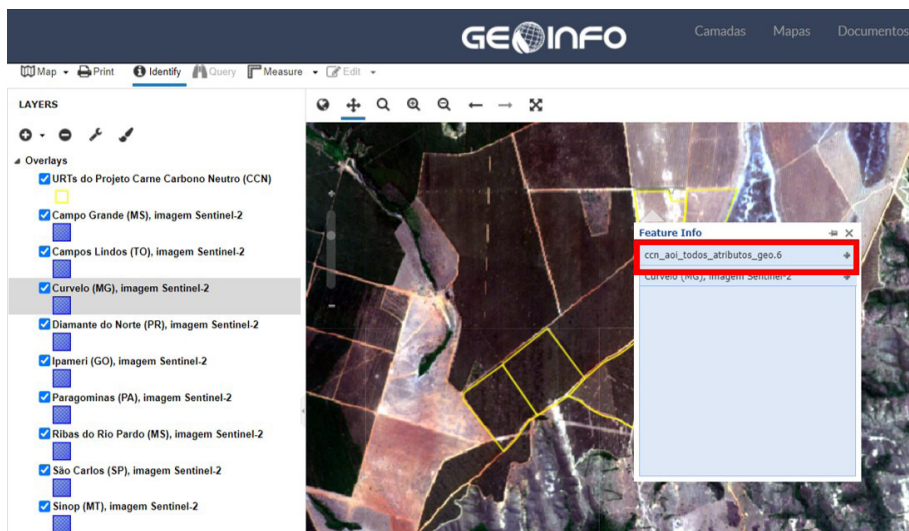 GEOINFO
Camadas Mapas Documentos
Map Print Identify Query Measure Edit
LAYERS
Overlays
URTs do Projeto Carne Carbono Neutro (CCN)
Campo Grande (MS), imagem Sentinel-2
Campos Lindos (TO), imagem Sentinel-2
Curvelo (MG), imagem Sentinel-2
Diamante do Norte (PR), imagem Sentinel-2
Ipameri (GO), imagem Sentinel-2
Paragominas (PA), imagem Sentinel-2
Ribas do Rio Pardo (MS), imagem Sentinel-2
São Carlos (SP), imagem Sentinel-2
Sinop (MT), imagem Sentinel-2
Feature Info
ccn_aoi_todos_atributos_geo.6
Curvelo (MG), imagem Sentinel-2